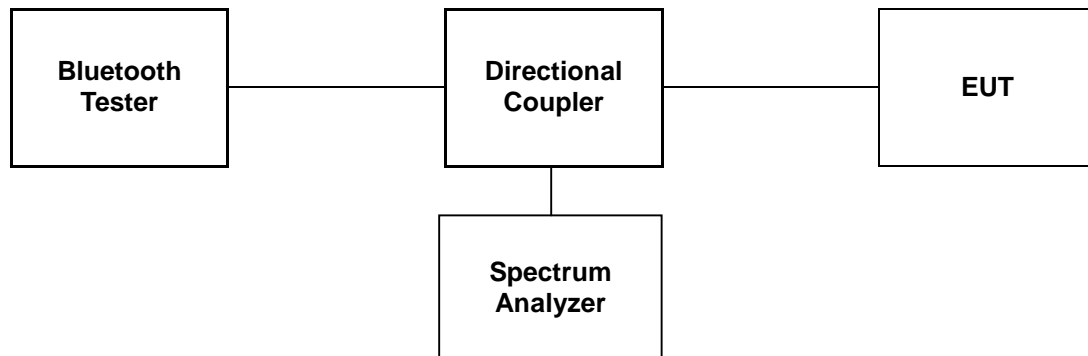 Bluetooth
Tester
Directional
Coupler
EUT
Spectrum
Analyzer